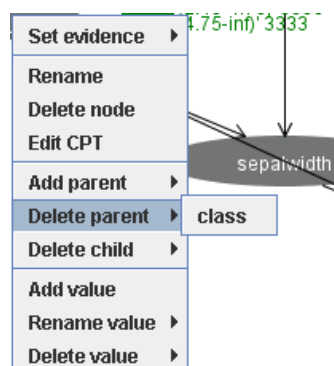 4.75-inf)' 3333
Set evidence
Rename
Delete node
Edit CPT
sepalwidth
Add parent
Delete parent
class
Delete child
Add value
Rename value
Delete value